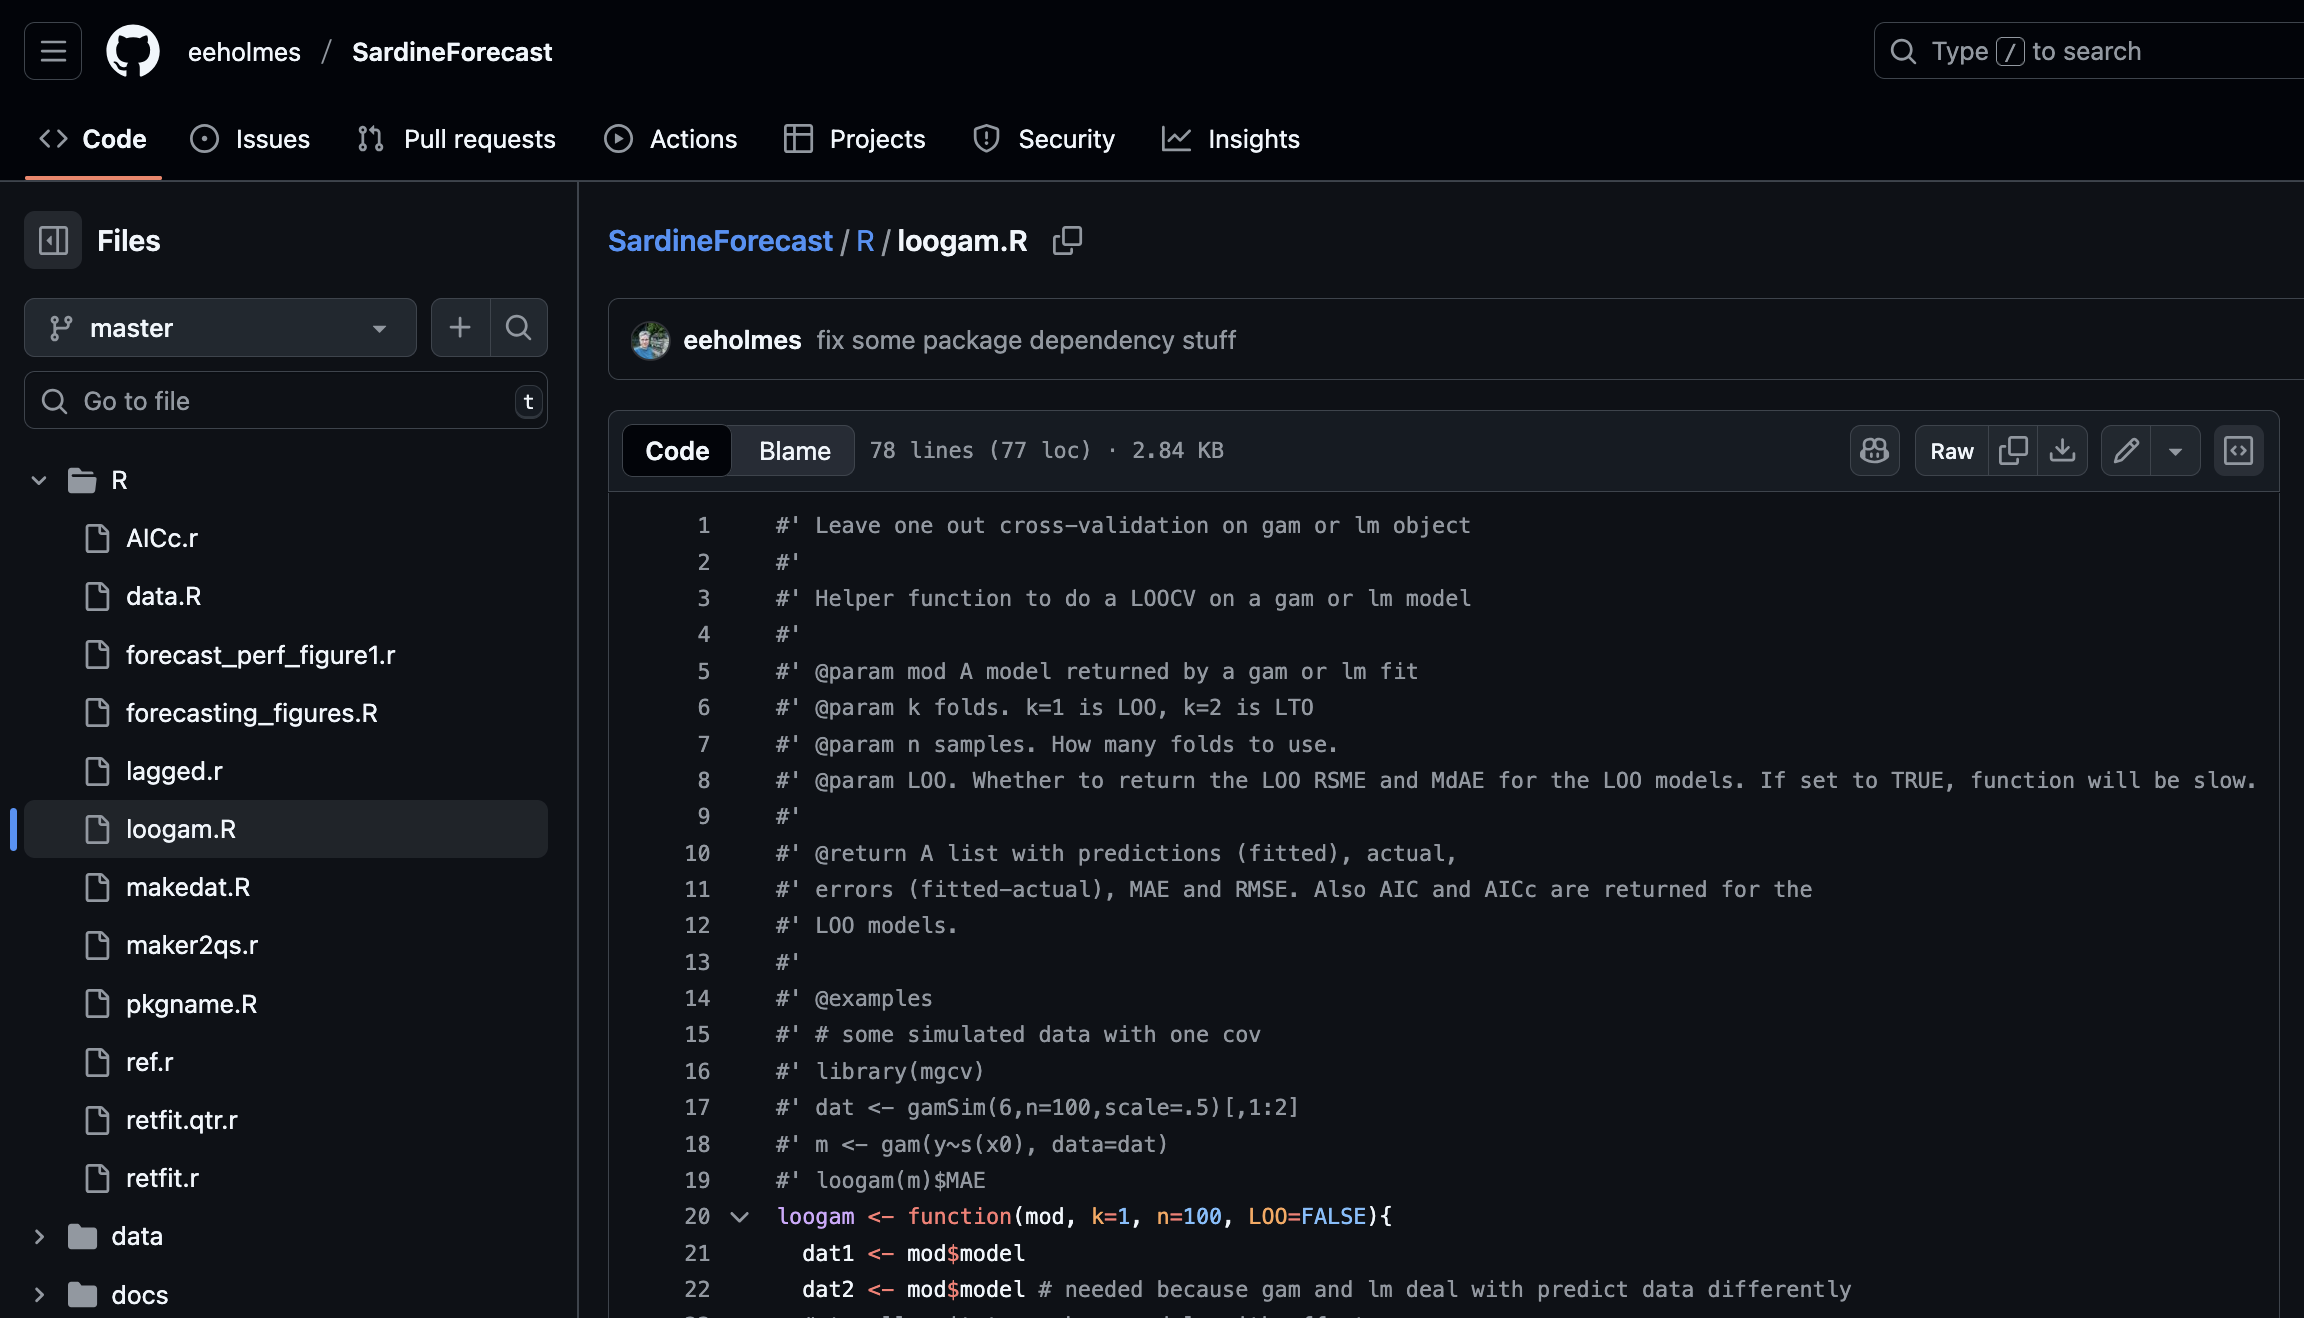 eeholmes / SardineForecast
Type / to search
Code
Issues
Pull requests
Actions
Projects
Security
Insights
Files
master
Go to file
t
R
AICc.r
data.R
forecast_perf_figure1.r
forecasting_figures.R
lagged.r
loogam.R
makedat.R
maker2qs.r
pkgname.R
ref.r
retfit.qtr.r
retfit.r
data
docs
SardineForecast / R / loogam.R
eeholmes fix some package dependency stuff
Code
Blame
78 lines (77 loc) · 2.84 KB
Raw
1 #' Leave one out cross-validation on gam or lm object
2 #'
3 #' Helper function to do a LOOCV on a gam or lm model
4 #'
5 #' @param mod A model returned by a gam or lm fit
6 #' @param k folds. k=1 is LOO, k=2 is LTO
7 #' @param n samples. How many folds to use.
8 #' @param LOO. Whether to return the LOO RSME and MdAE for the LOO models. If set to TRUE, function will be slow.
9 #'
10 #' @return A list with predictions (fitted), actual,
11 #' errors (fitted-actual), MAE and RMSE. Also AIC and AICc are returned for the
12 #' LOO models.
13 #'
14 #' @examples
15 #' # some simulated data with one cov
16 #' library(mgcv)
17 #' dat <- gamSim(6,n=100,scale=.5)[,1:2]
18 #' m <- gam(y~s(x0), data=dat)
19 #' loogam(m)$MAE
20 loogam <- function(mod, k=1, n=100, LOO=FALSE){
21 dat1 <- mod$model
22 dat2 <- mod$model # needed because gam and lm deal with predict data differently